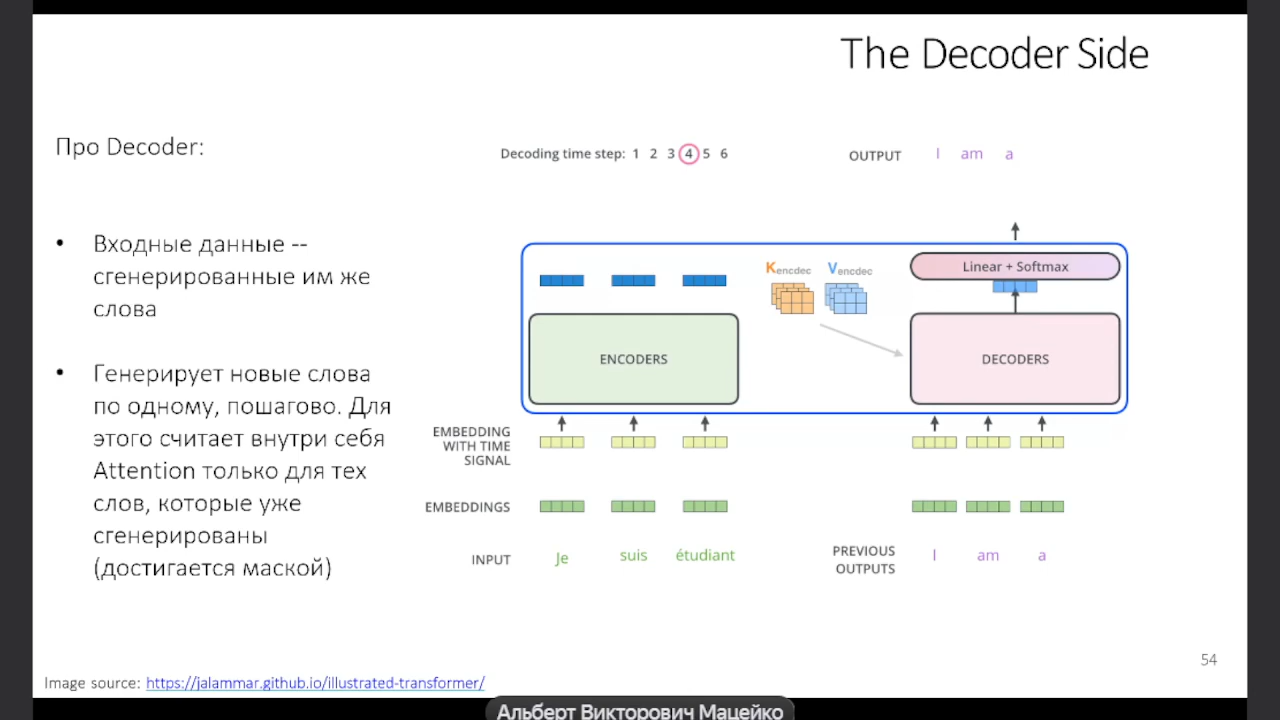 The Decoder Side
Про Decoder:
• Входные данные --
сгенерированные им же
слова
• Генерирует новые слова
по одному, пошагово. Для
этого считает внутри себя
Attention только для тех
слов, которые уже
сгенерированы
(достигается маской)
Decoding time step: 1 2 3 4 5 6
OUTPUT I am a
Kencdec Vencdec
Linear + Softmax
ENCODERS
DECODERS
EMBEDDING
WITH TIME
SIGNAL
EMBEDDINGS
INPUT Je suis étudiant
PREVIOUS
OUTPUTS
I am a
54
Image source: https://jalammar.github.io/illustrated-transformer/
Альберт Викторович Мацейко